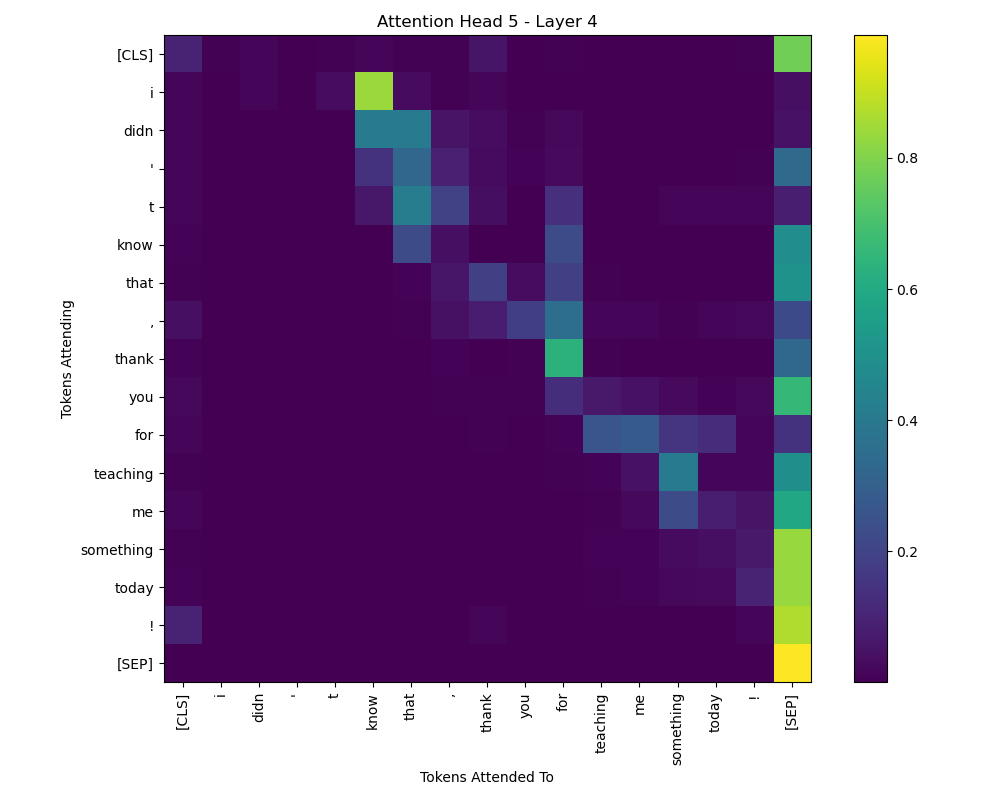 Attention Head 5 - Layer 4
Tokens Attending
[CLS]
i
didn
'
t
know
that
,
thank
you
for
teaching
me
something
today
!
[SEP]
[CLS]
i
didn
'
t
know
that
,
thank
you
for
teaching
me
something
today
!
[SEP]
Tokens Attended To
0.8
0.6
0.4
0.2